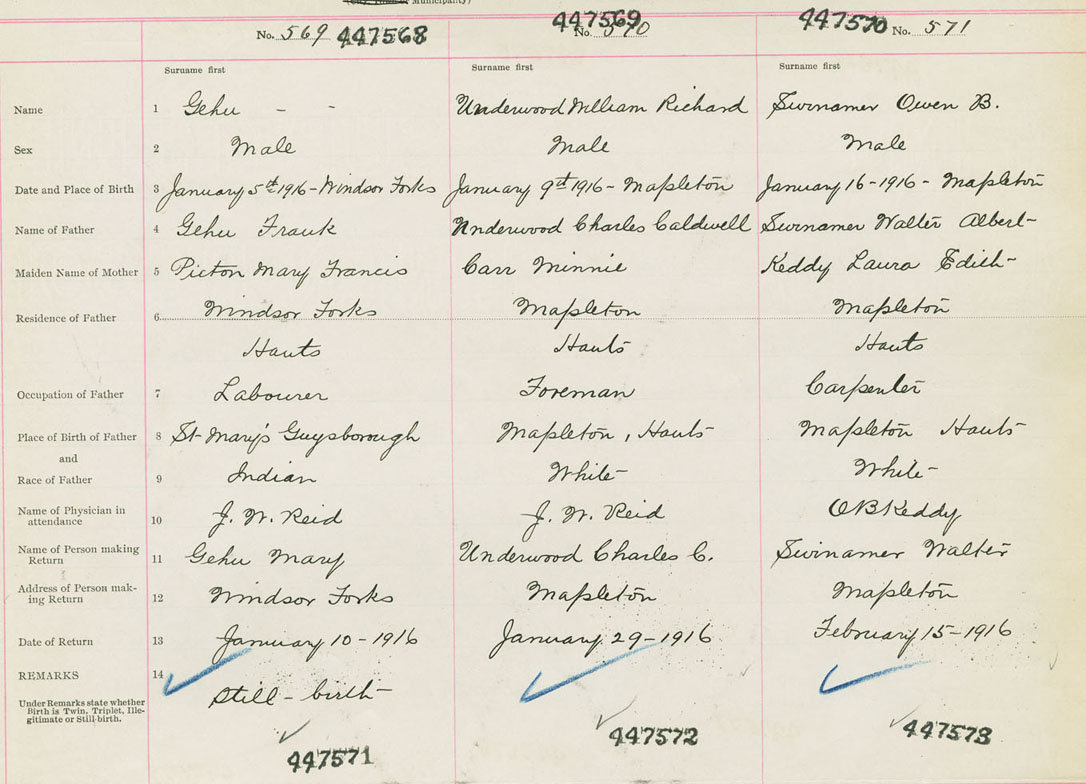 (City, Town or Municipality)
No. 569 447568 447569 No. 570 447570 No. 571
Surname first Surname first Surname first
Name 1 Gehu - - Underwood William Richard Swinamer Owen B.
Sex 2 Male Male Male
Date and Place of Birth 3 January 5th 1916 - Windsor Forks January 9th 1916 - Mapleton January 16 - 1916 - Mapleton
Name of Father 4 Gehu Frank Underwood Charles Caldwell Swinamer Walter Albert
Maiden Name of Mother 5 Picton Mary Francis Carr Minnie Keddy Laura Edith
Residence of Father 6 Windsor Forks Mapleton Mapleton
Hants Hants Hants
Occupation of Father 7 Labourer Foreman Carpenter
Place of Birth of Father 8 St Mary's Guysborough Mapleton, Hants Mapleton Hants
and
Race of Father 9 Indian White White
Name of Physician in
attendance 10 J. W. Reid J. W. Reid O B Keddy
Name of Person making
Return 11 Gehu Mary Underwood Charles C. Swinamer Walter
Address of Person mak-
ing Return 12 Windsor Forks Mapleton Mapleton
Date of Return 13 January 10 - 1916 January 29 - 1916 February 15 - 1916
REMARKS 14
Under Remarks state whether
Birth is Twin, Triplet, Ille-
gitimate or Still-birth.
Still - birth
447571 447572 447573